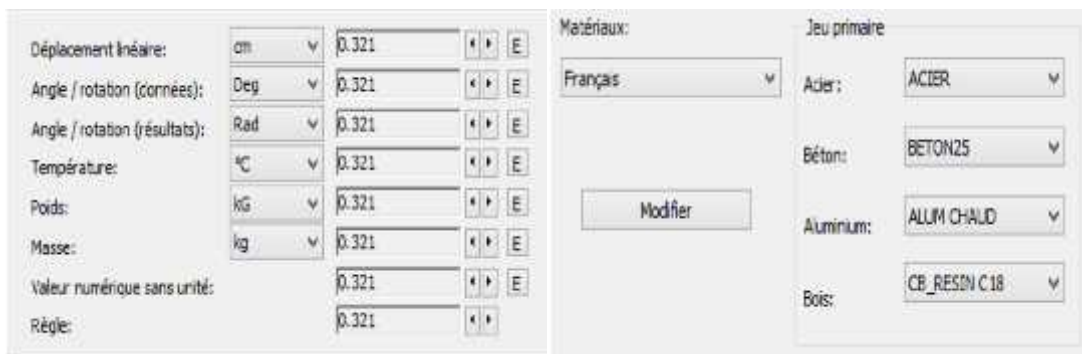 Déplacement linéaire: cm 0.321 E
Angle / rotation (données): Deg 0.321 E
Angle / rotation (résultats): Rad 0.321 E
Température: °C 0.321 E
Poids: kG 0.321 E
Masse: kg 0.321 E
Valeur numérique sans unité: 0.321 E
Règle: 0.321
Matériaux:
Français
Modifier
Jeu primaire
Acier: ACIER
Béton: BETON25
Aluminium: ALUM CHAUD
Bois: CB_RESIN C18